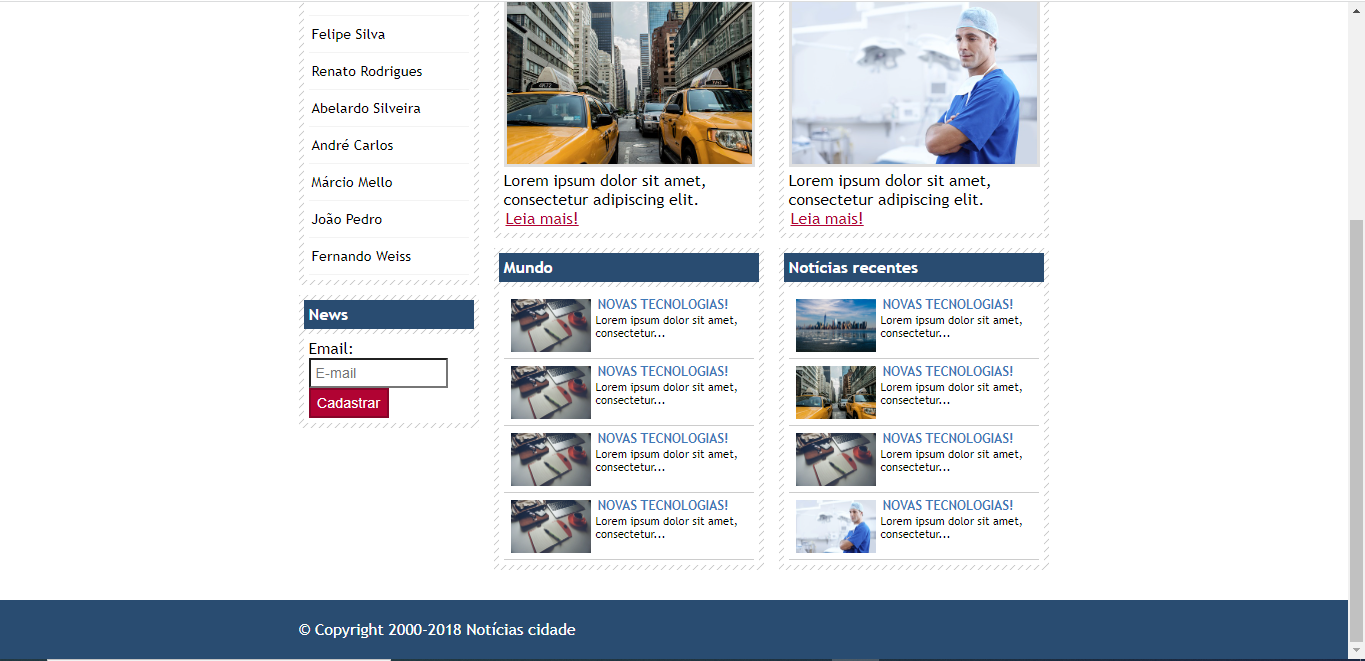 Felipe Silva
Renato Rodrigues
Abelardo Silveira
André Carlos
Márcio Mello
João Pedro
Fernando Weiss
News
Email:
E-mail
Cadastrar
Lorem ipsum dolor sit amet,
consectetur adipiscing elit.
Leia mais!
Mundo
NOVAS TECNOLOGIAS!
Lorem ipsum dolor sit amet,
consectetur...
NOVAS TECNOLOGIAS!
Lorem ipsum dolor sit amet,
consectetur...
NOVAS TECNOLOGIAS!
Lorem ipsum dolor sit amet,
consectetur...
NOVAS TECNOLOGIAS!
Lorem ipsum dolor sit amet,
consectetur...
Lorem ipsum dolor sit amet,
consectetur adipiscing elit.
Leia mais!
Notícias recentes
NOVAS TECNOLOGIAS!
Lorem ipsum dolor sit amet,
consectetur...
NOVAS TECNOLOGIAS!
Lorem ipsum dolor sit amet,
consectetur...
NOVAS TECNOLOGIAS!
Lorem ipsum dolor sit amet,
consectetur...
NOVAS TECNOLOGIAS!
Lorem ipsum dolor sit amet,
consectetur...
© Copyright 2000-2018 Notícias cidade